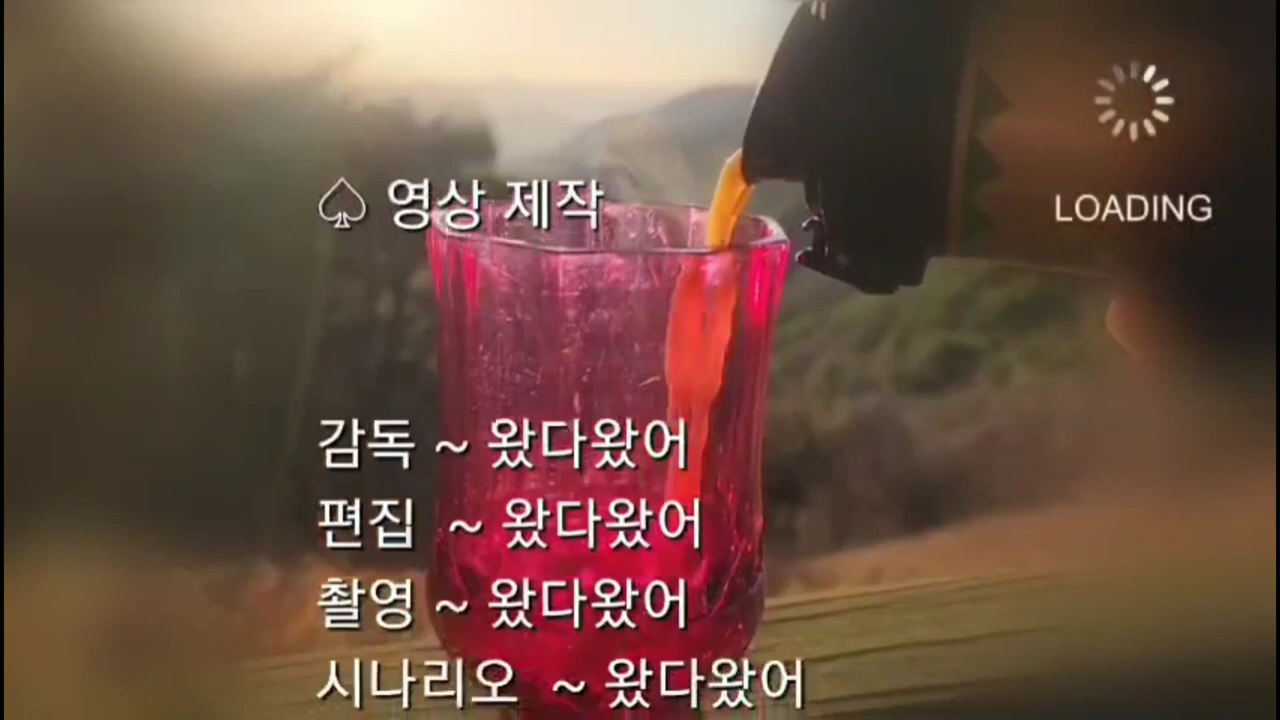 ♤ 영상 제작
LOADING
감독 ~ 왔다왔어
편집 ~ 왔다왔어
촬영 ~ 왔다왔어
시나리오 ~ 왔다왔어